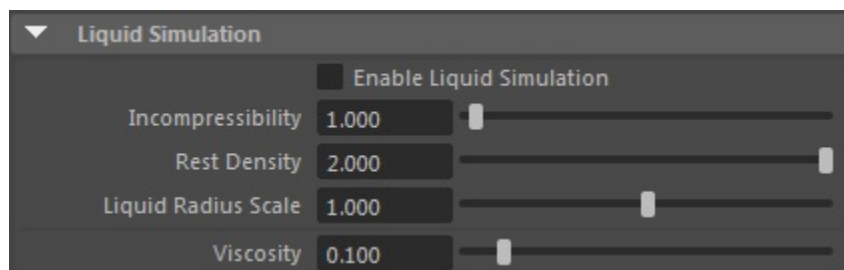 Liquid Simulation
Enable Liquid Simulation
Incompressibility 1.000
Rest Density 2.000
Liquid Radius Scale 1.000
Viscosity 0.100